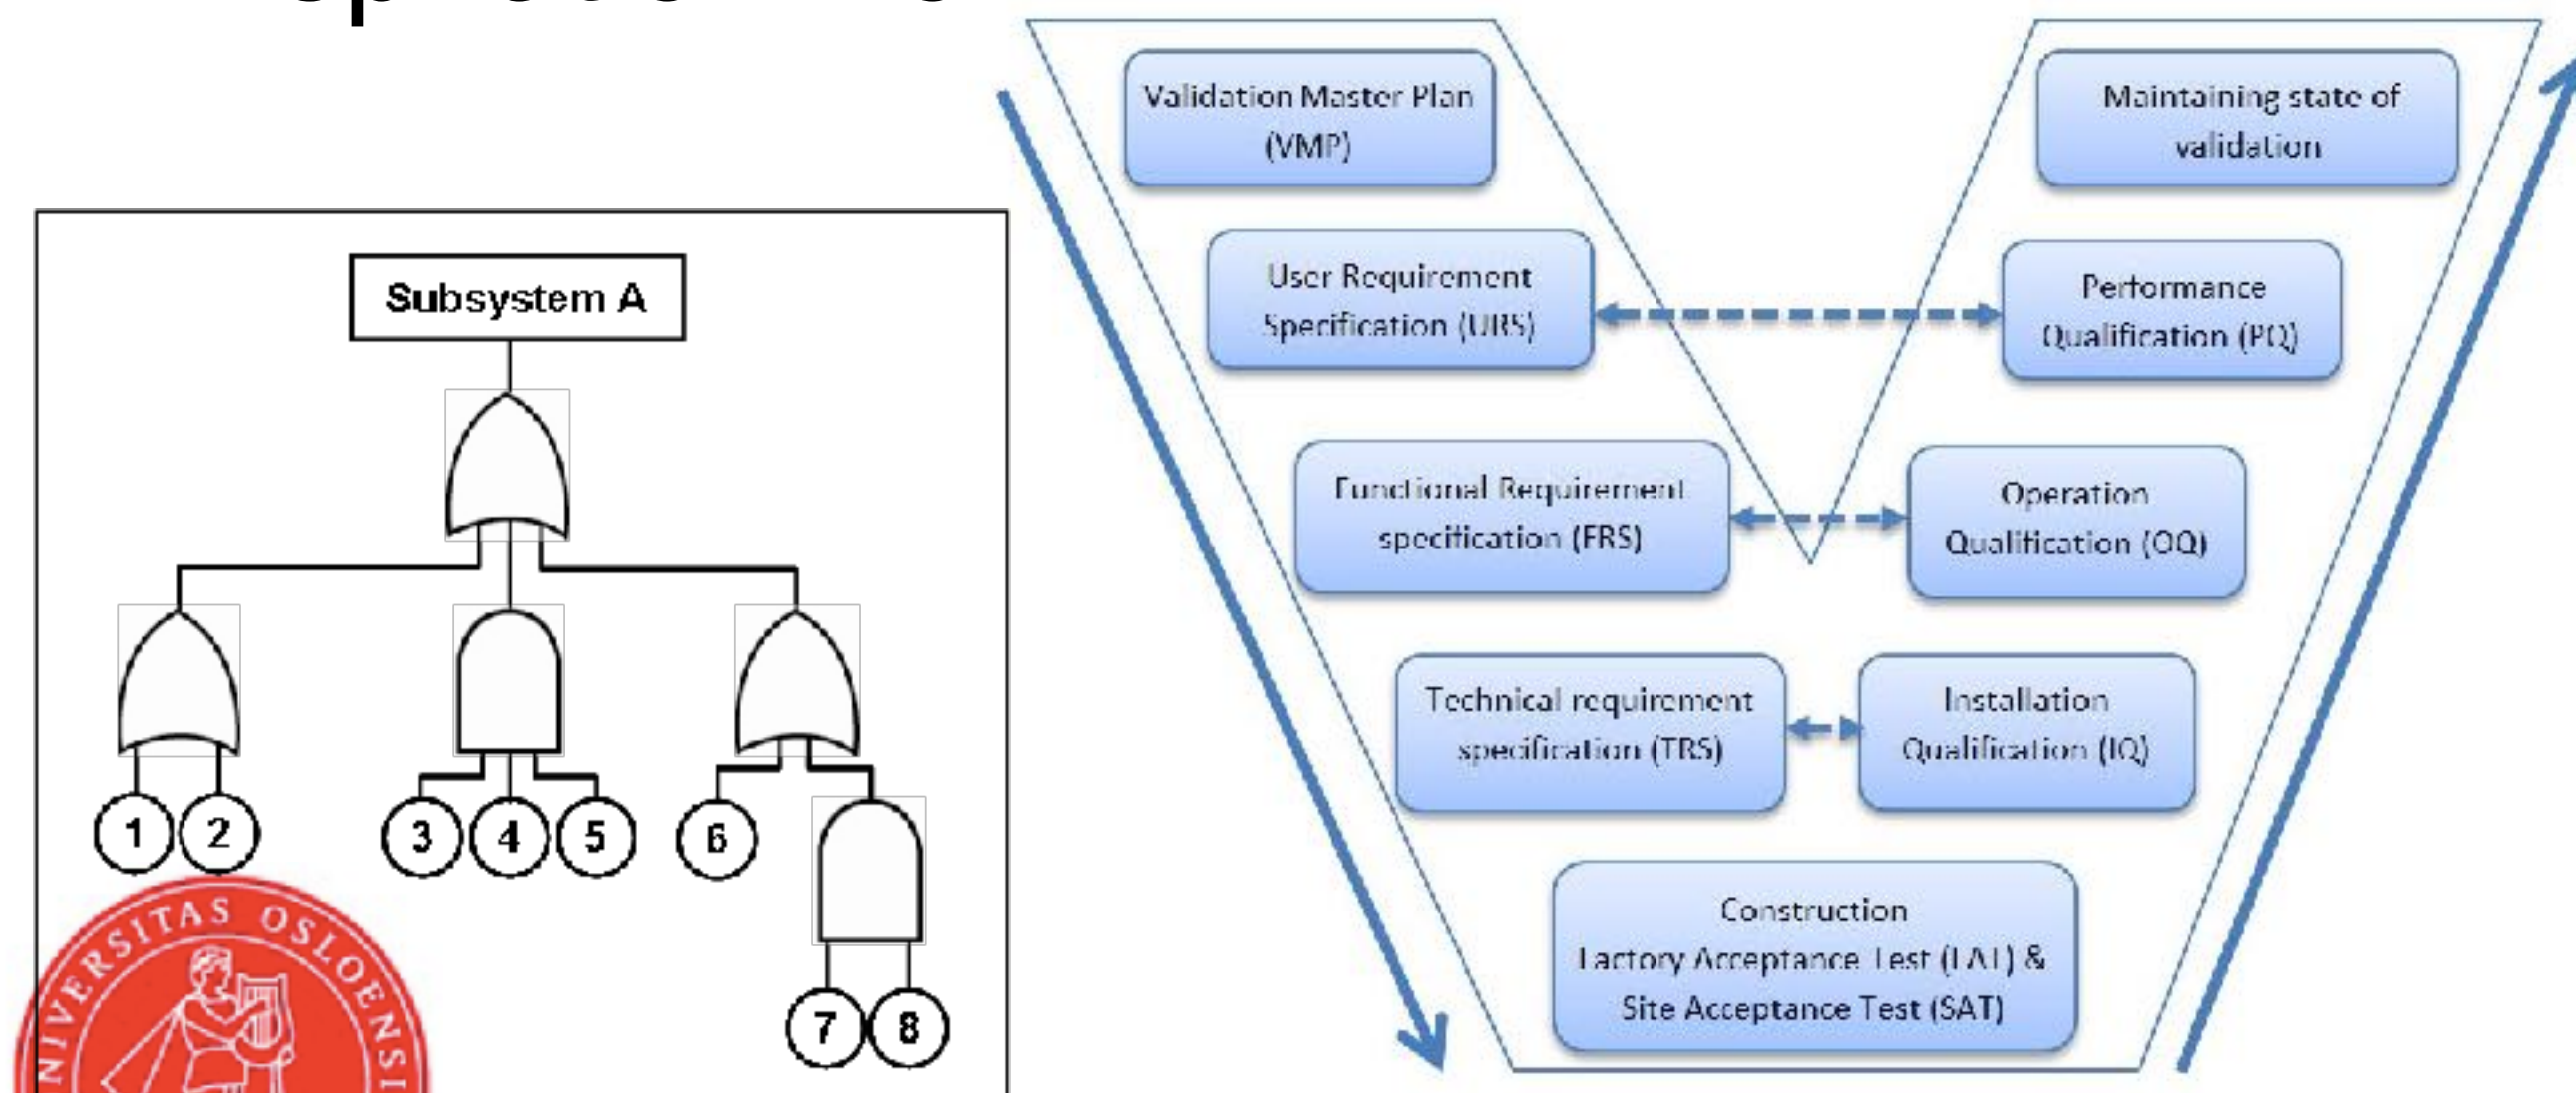 Subsystem A
1 2 3 4 5 6
7 8
UNIVERSITAS OSLOENSI
Validation Master Plan
(VMP)
User Requirement
Specification (URS)
Functional Requirement
specification (FRS)
Technical requirement
specification (TRS)
Construction
Factory Acceptance Test (FAT) &
Site Acceptance Test (SAT)
Maintaining state of
validation
Performance
Qualification (PQ)
Operation
Qualification (OQ)
Installation
Qualification (IQ)